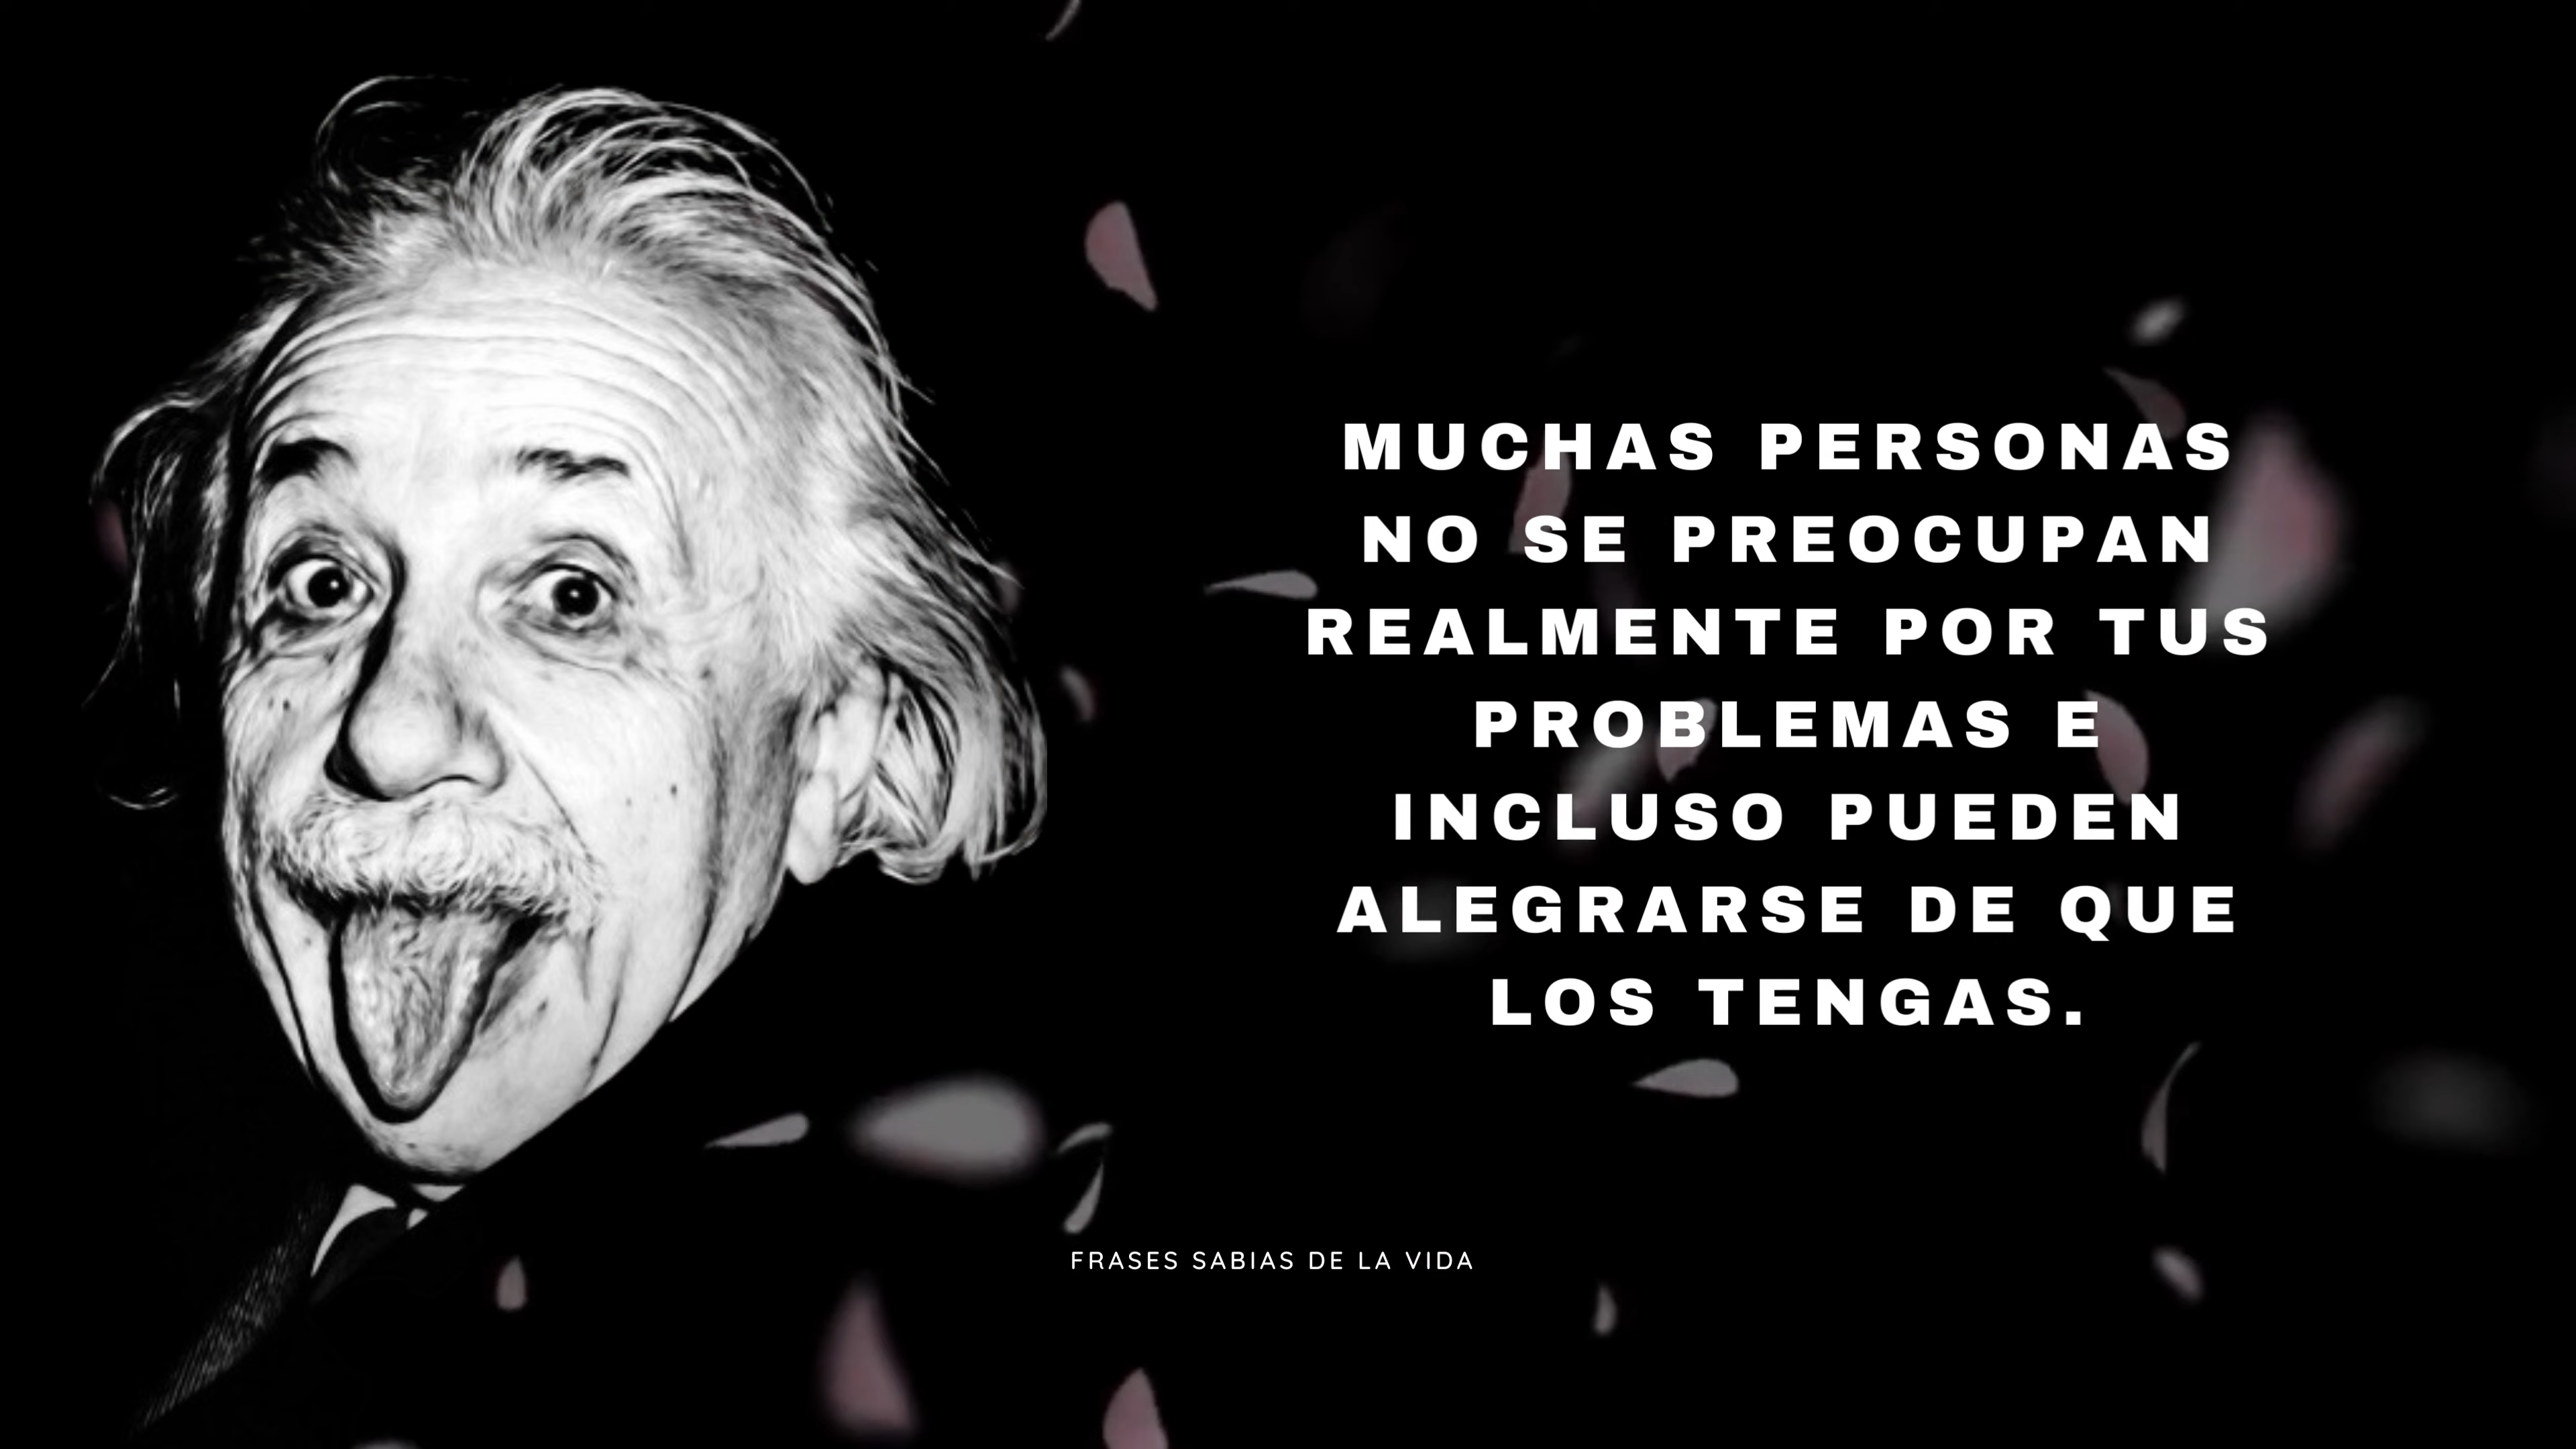 MUCHAS PERSONAS
NO SE PREOCUPAN
REALMENTE POR TUS
PROBLEMAS E
INCLUSO PUEDEN
ALEGRARSE DE QUE
LOS TENGAS.
FRASES SABIAS DE LA VIDA